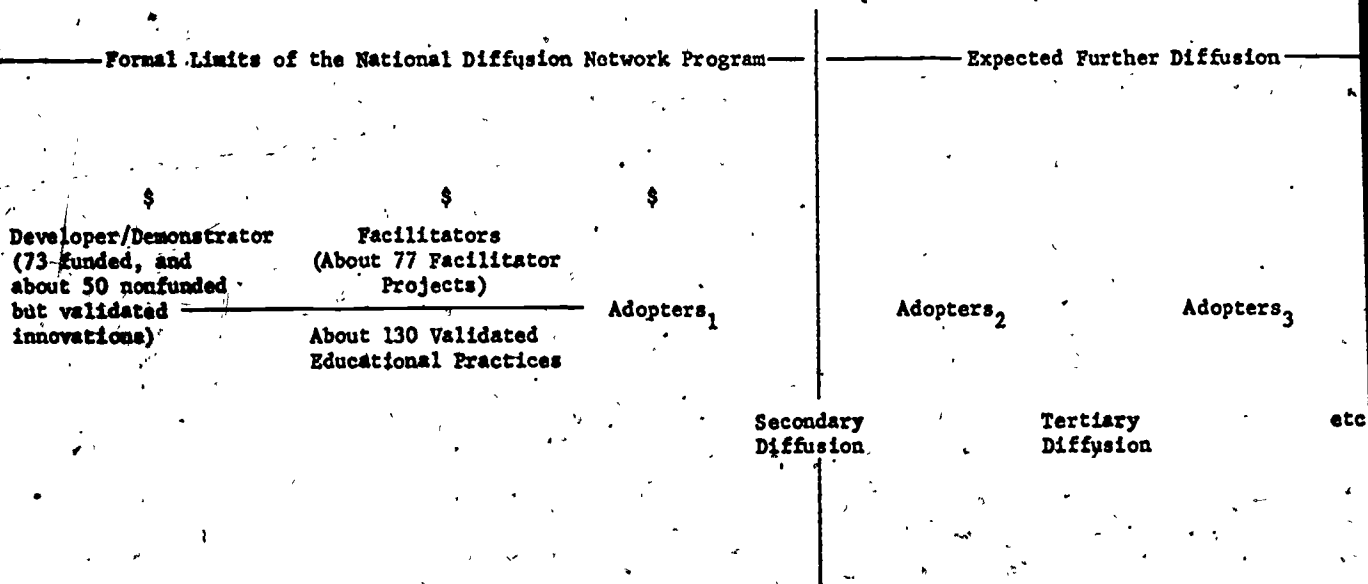 Formal Limits of the National Diffusion Network Program
Expected Further Diffusion
$ $ $
Developer/Demonstrator
(73 funded, and
about 50 nonfunded
but validated
innovations)
Facilitators
(About 77 Facilitator
Projects)
About 130 Validated
Educational Practices
Adopters1
Adopters2
Adopters3
Secondary
Diffusion
Tertiary
Diffusion
etc